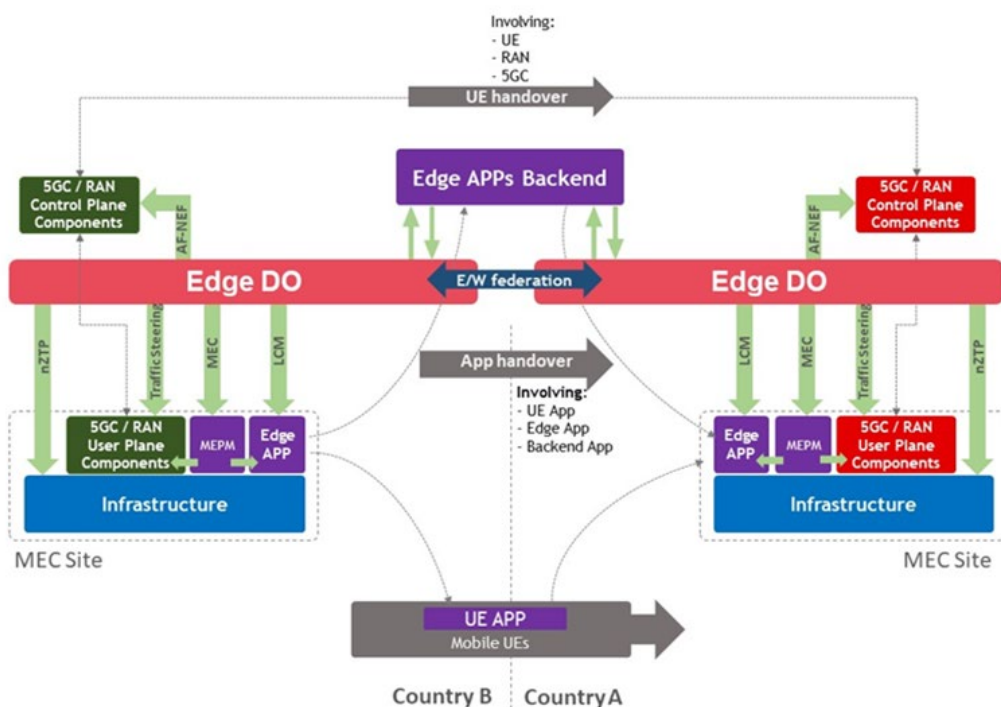 Involving:
- UE
- RAN
- 5GC
UE handover
5GC / RAN
Control Plane
Components
AF-NEF
Edge APPs Backend
5GC / RAN
Control Plane
Components
AF-NEF
Edge DO
E/W federation
Edge DO
nZTP
Traffic Steering
MEC
LCM
App handover
Involving:
- UE App
- Edge App
- Backend App
LCM
MEC
Traffic Steering
nZTP
5GC / RAN
User Plane
Components
MEPM
Edge
APP
Infrastructure
MEC Site
Edge
APP
MEPM
5GC / RAN
User Plane
Components
Infrastructure
MEC Site
UE APP
Mobile UEs
Country B
Country A